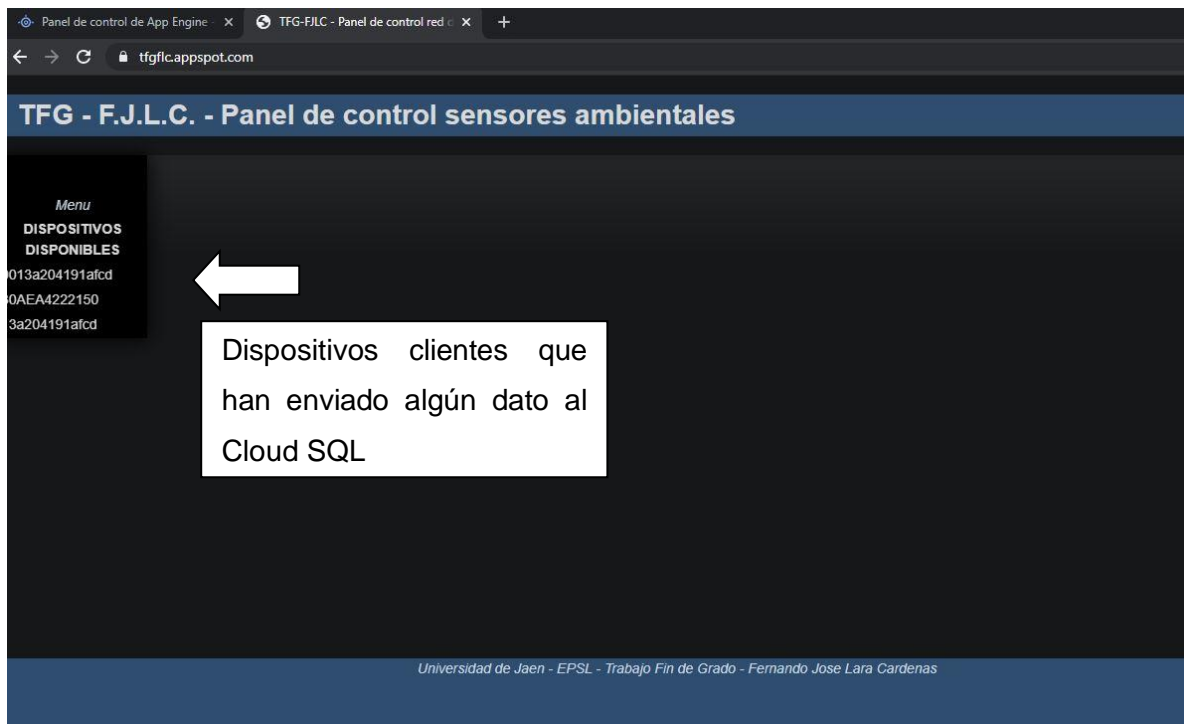 Panel de control de App Engine -
TFG-FJLC - Panel de control red d
tfgflc.appspot.com
TFG - F.J.L.C. - Panel de control sensores ambientales
Menu
DISPOSITIVOS
DISPONIBLES
0013a204191afcd
30AEA4222150
3a204191afcd
Dispositivos clientes que
han enviado algún dato al
Cloud SQL
Universidad de Jaen - EPSL - Trabajo Fin de Grado - Fernando Jose Lara Cardenas